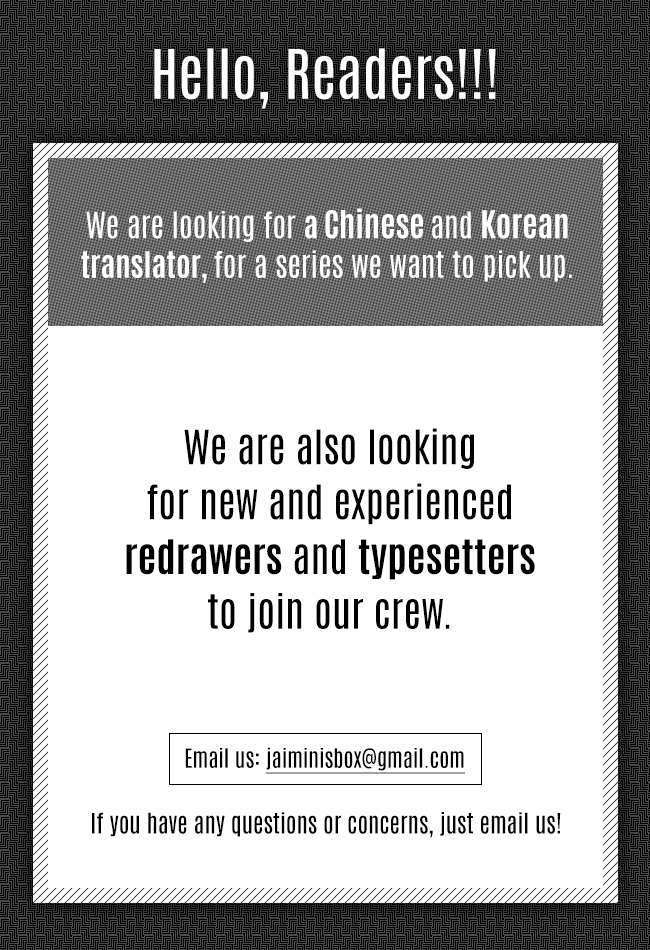 Hello, Readers!!!
We are looking for a Chinese and Korean
translator, for a series we want to pick up.
We are also looking
for new and experienced
redrawers and typesetters
to join our crew.
Email us: jaiminisbox@gmail.com
If you have any questions or concerns, just email us!